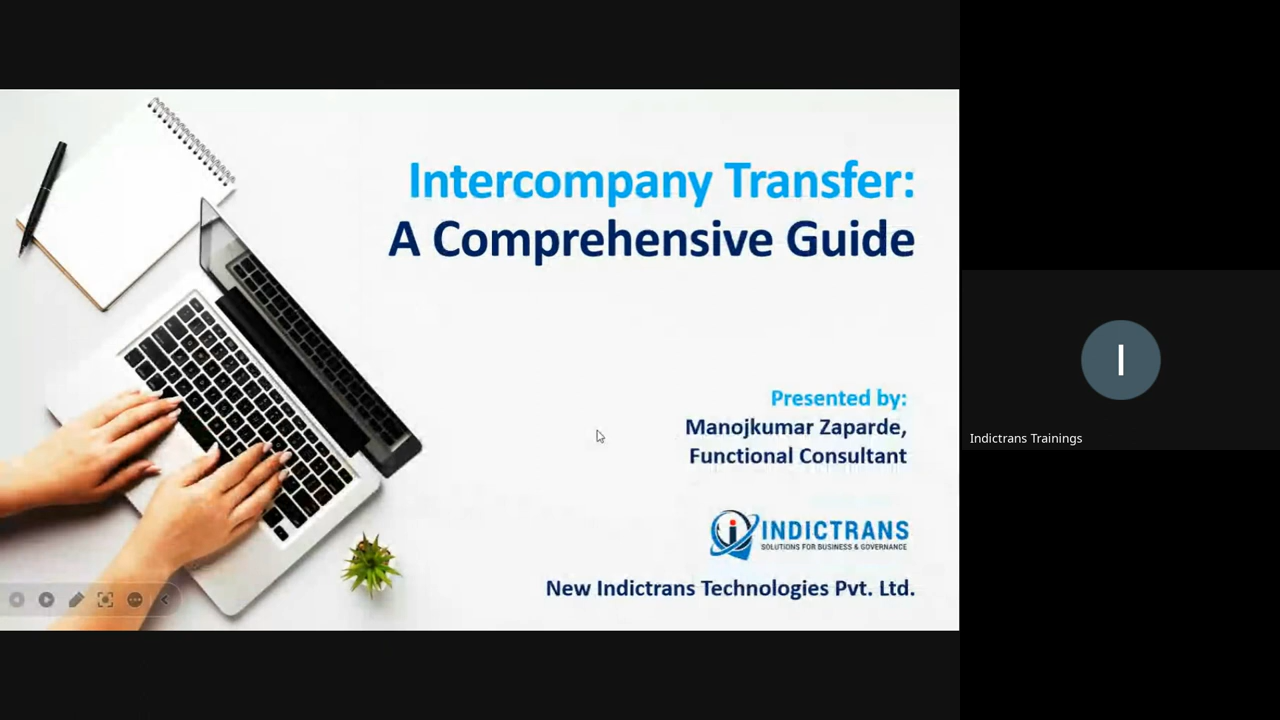 Intercompany Transfer:
A Comprehensive Guide
Presented by:
Manojkumar Zaparde,
Functional Consultant
INDICTRANS
SOLUTIONS FOR BUSINESS & GOVERNANCE
New Indictrans Technologies Pvt. Ltd.
I
Indictrans Trainings